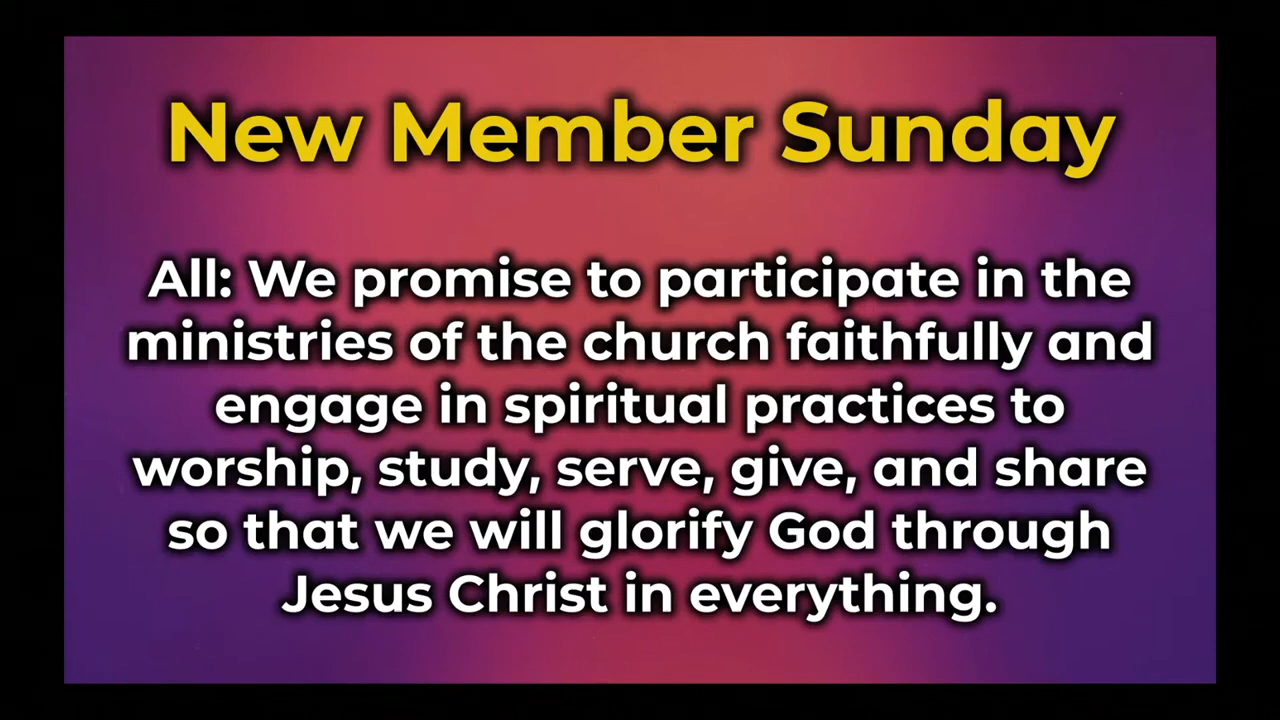 New Member Sunday
All: We promise to participate in the
ministries of the church faithfully and
engage in spiritual practices to
worship, study, serve, give, and share
so that we will glorify God through
Jesus Christ in everything.